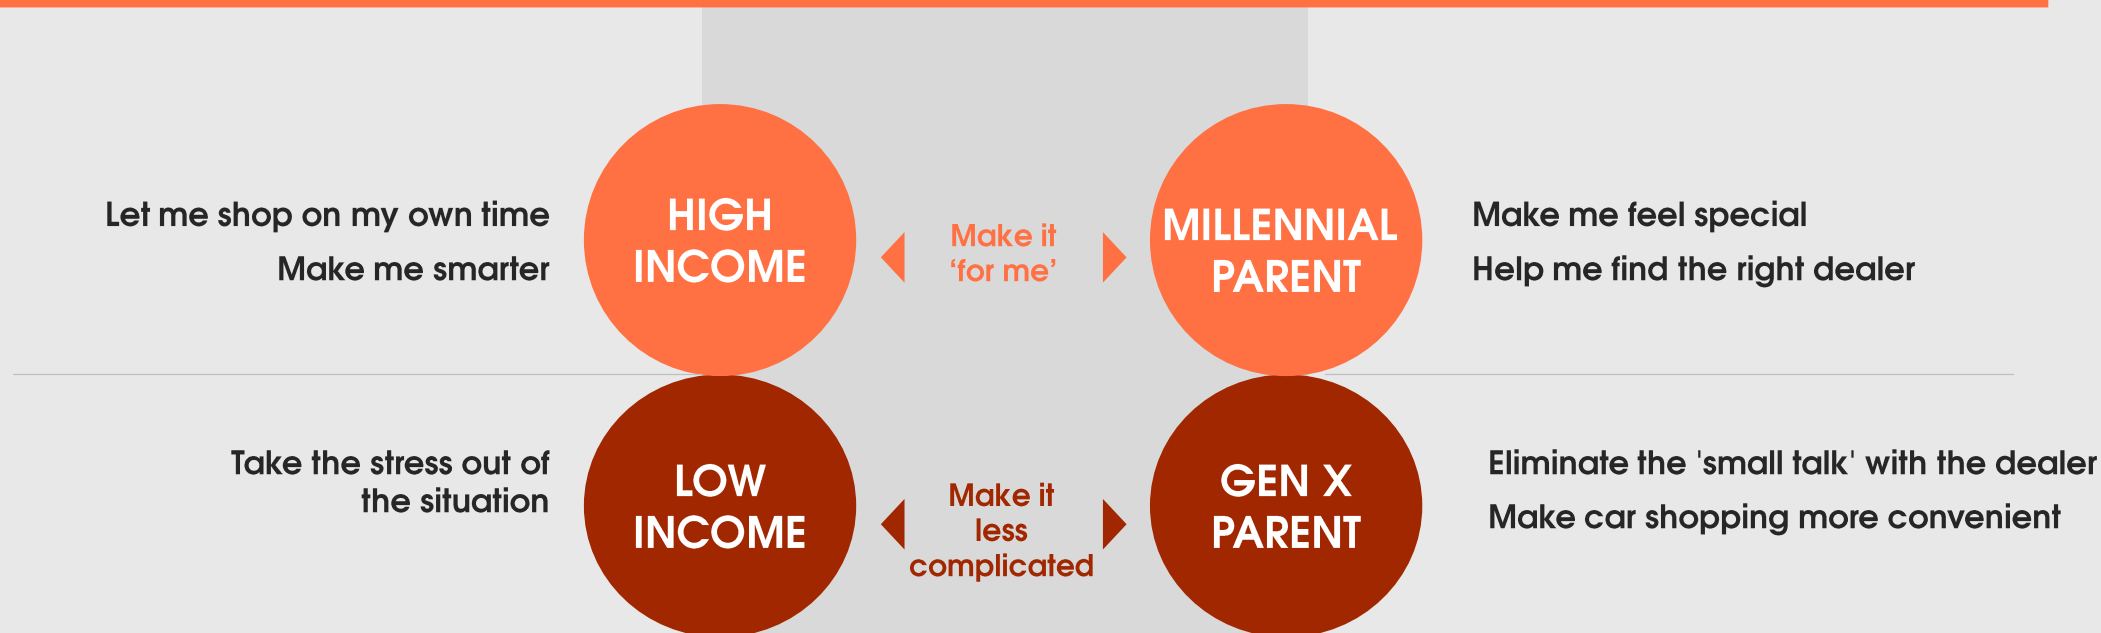 Let me shop on my own time
Make me smarter
HIGH
INCOME
Make it
‘for me’
MILLENNIAL
PARENT
Make me feel special
Help me find the right dealer
Take the stress out of
the situation
LOW
INCOME
Make it
less
complicated
GEN X
PARENT
Eliminate the 'small talk' with the dealer
Make car shopping more convenient